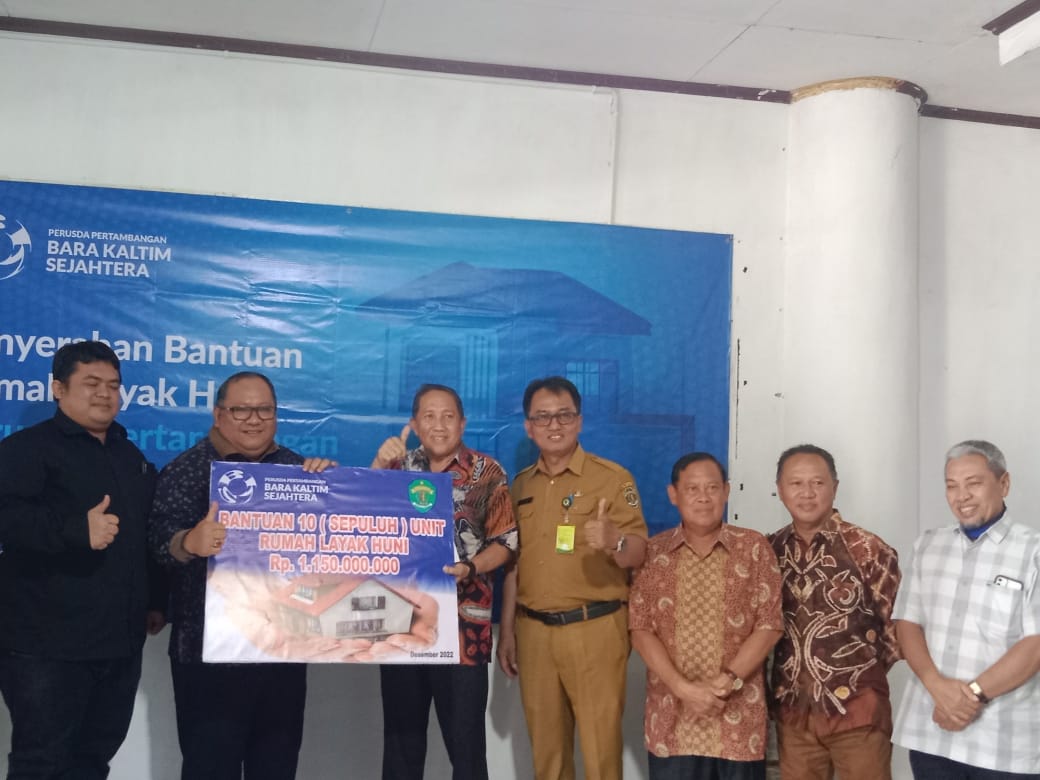 PERUSDA PERTAMBANGAN
BARA KALTIM
SEJAHTERA
nyerahan Bantuan
mah Layak H
ertambangan
PERUSDA PERTAMBANGAN
BARA KALTIM
SEJAHTERA
BANTUAN 10 ( SEPULUH ) UNIT
RUMAH LAYAK HUNI
Rp. 1.150.000.000
Desember 2022